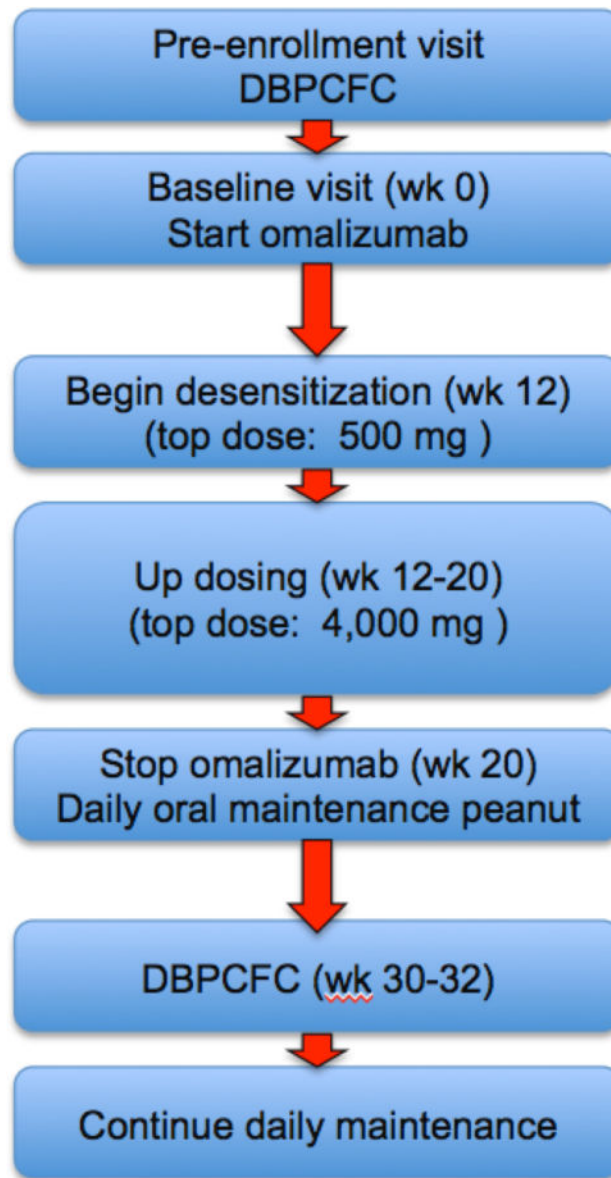 Pre-enrollment visit
DBPCFC
Baseline visit (wk 0)
Start omalizumab
Begin desensitization (wk 12)
(top dose:  500 mg )
Up dosing (wk 12-20)
(top dose:  4,000 mg )
Stop omalizumab (wk 20)
Daily oral maintenance peanut
DBPCFC (wk 30-32)
Continue daily maintenance